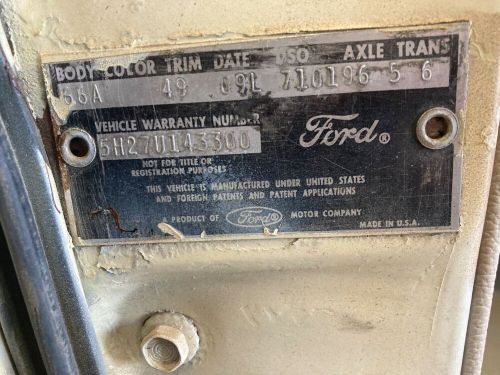 BODY COLOR TRIM DATE DSO AXLE TRANS
66A 49 09L 710196 5 6
VEHICLE WARRANTY NUMBER
5H27U143300
Ford®
NOT FOR TITLE OR
REGISTRATION PURPOSES
THIS VEHICLE IS MANUFACTURED UNDER UNITED STATES
AND FOREIGN PATENTS AND PATENT APPLICATIONS
A PRODUCT OF Ford® MOTOR COMPANY
MADE IN U.S.A.